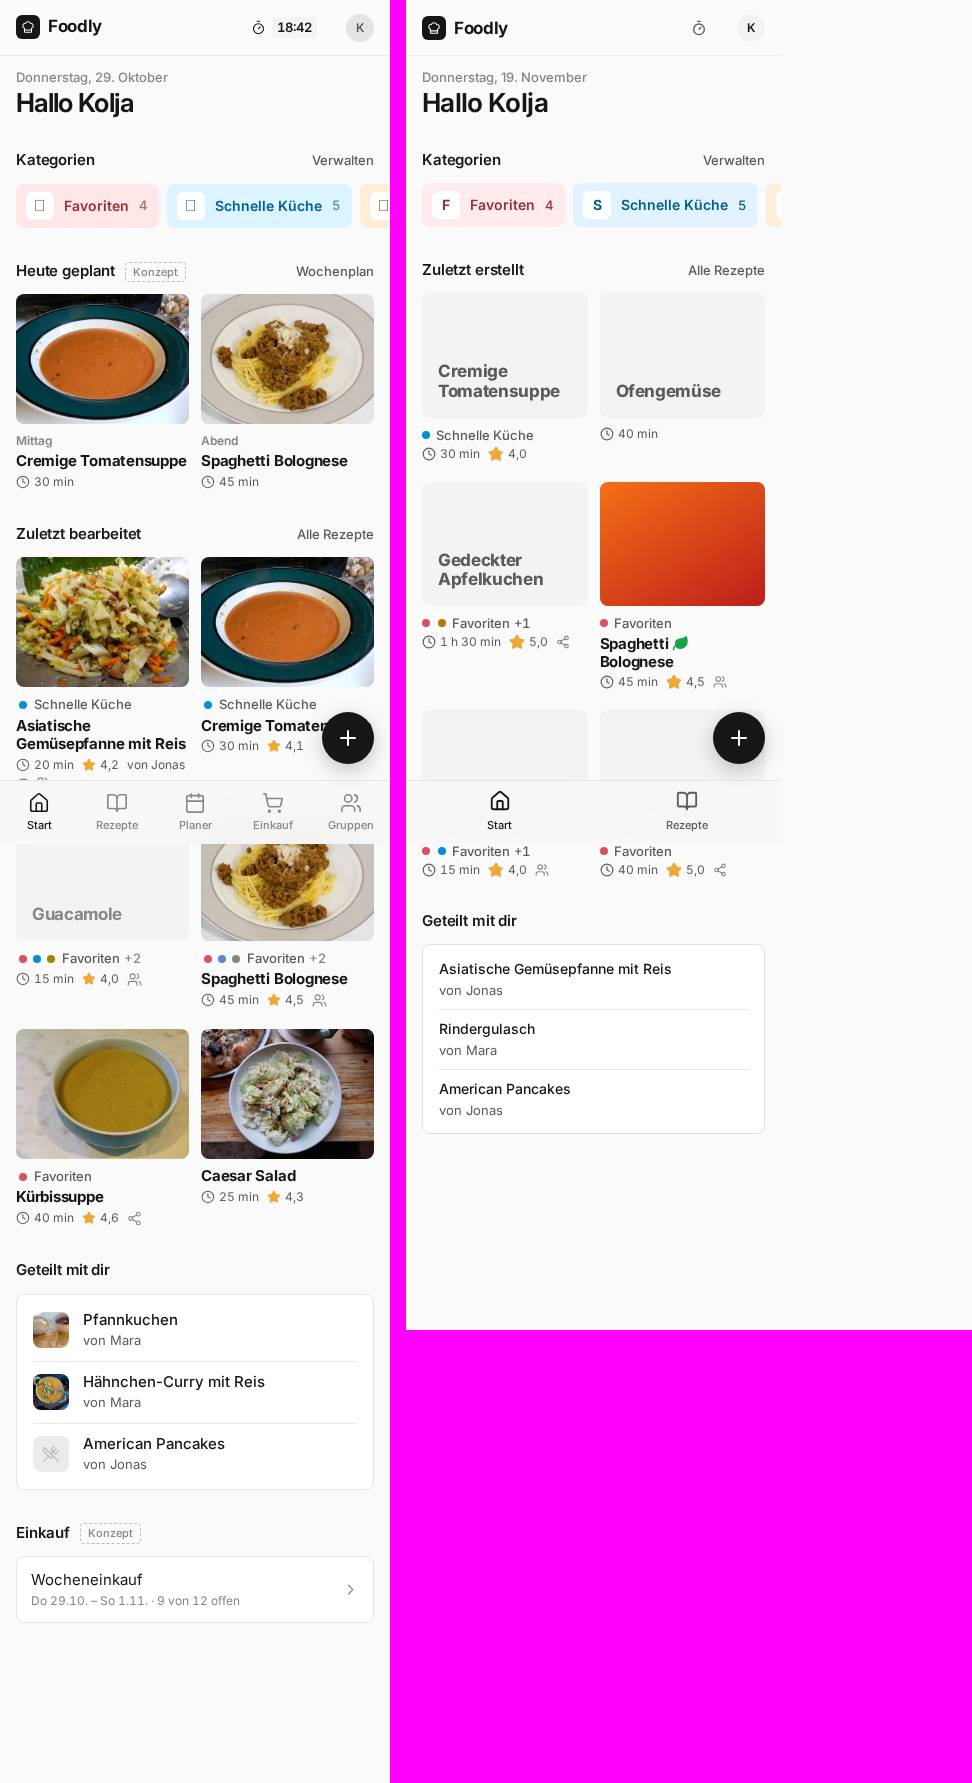 Foodly
18:42
K
Donnerstag, 29. Oktober
Hallo Kolja
Kategorien
Verwalten
Favoriten 4
Schnelle Küche 5
Heute geplant
Konzept
Wochenplan
Mittag
Cremige Tomatensuppe
30 min
Abend
Spaghetti Bolognese
45 min
Zuletzt bearbeitet
Alle Rezepte
Schnelle Küche
Asiatische
Gemüsepfanne mit Reis
20 min 4,2 von Jonas
Schnelle Küche
30 min 4,1
Start
Rezepte
Planer
Einkauf
Gruppen
Guacamole
Favoriten +2
15 min 4,0
Favoriten +2
Spaghetti Bolognese
45 min 4,5
Favoriten
Kürbissuppe
40 min 4,6
Caesar Salad
25 min 4,3
Geteilt mit dir
Pfannkuchen
von Mara
Hähnchen-Curry mit Reis
von Mara
American Pancakes
von Jonas
Einkauf
Konzept
Wocheneinkauf
Do 29.10. – So 1.11. · 9 von 12 offen
Foodly
K
Donnerstag, 19. November
Hallo Kolja
Kategorien
Verwalten
F Favoriten 4
S Schnelle Küche 5
Zuletzt erstellt
Alle Rezepte
Cremige
Tomatensuppe
Schnelle Küche
30 min 4,0
Ofengemüse
40 min
Gedeckter
Apfelkuchen
Favoriten +1
1 h 30 min 5,0
Favoriten
Spaghetti
Bolognese
45 min 4,5
Start
Rezepte
Favoriten +1
15 min 4,0
Favoriten
40 min 5,0
Geteilt mit dir
Asiatische Gemüsepfanne mit Reis
von Jonas
Rindergulasch
von Mara
American Pancakes
von Jonas